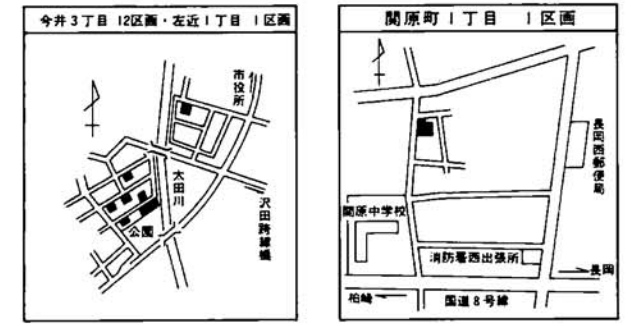 今井3丁目 12区画・左近1丁目 1区画
市役所
太田川
沢田跨線橋
公園
関原町1丁目 1区画
長岡西郵便局
関原中学校
消防署西出張所
長岡
柏崎
国道8号線